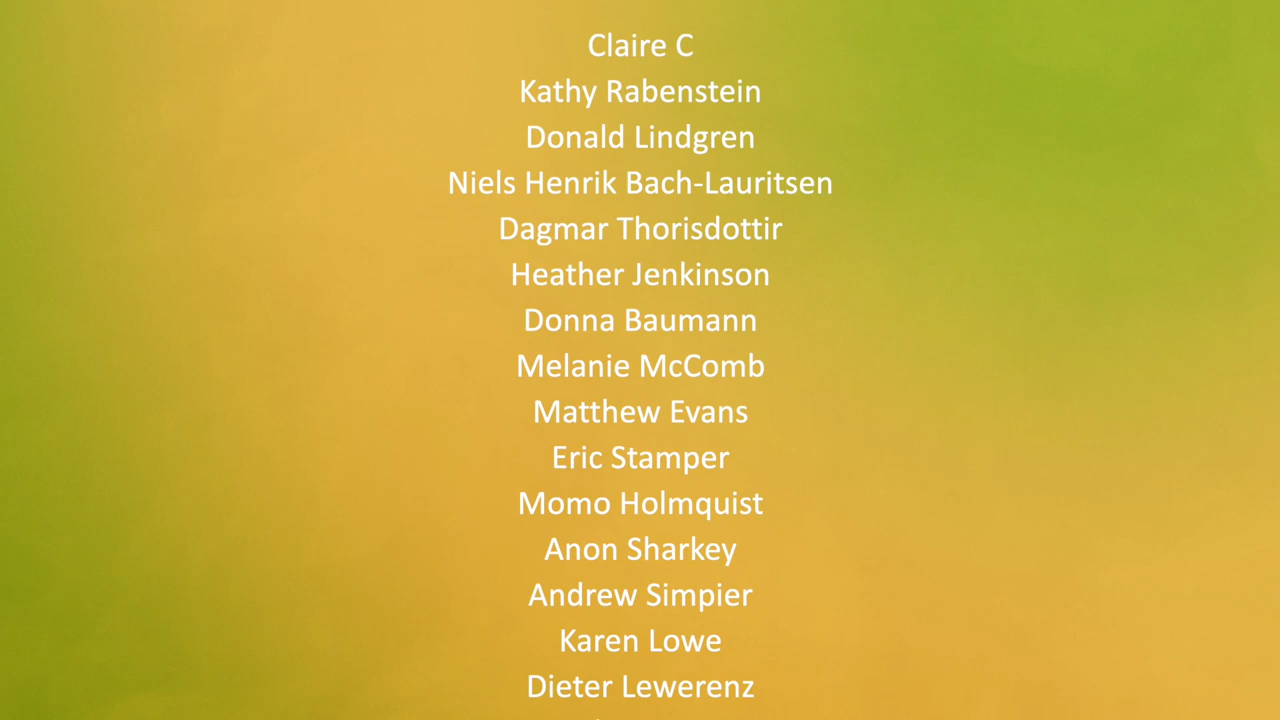 Claire C
Kathy Rabenstein
Donald Lindgren
Niels Henrik Bach-Lauritsen
Dagmar Thorisdottir
Heather Jenkinson
Donna Baumann
Melanie McComb
Matthew Evans
Eric Stamper
Momo Holmquist
Anon Sharkey
Andrew Simpier
Karen Lowe
Dieter Lewerenz